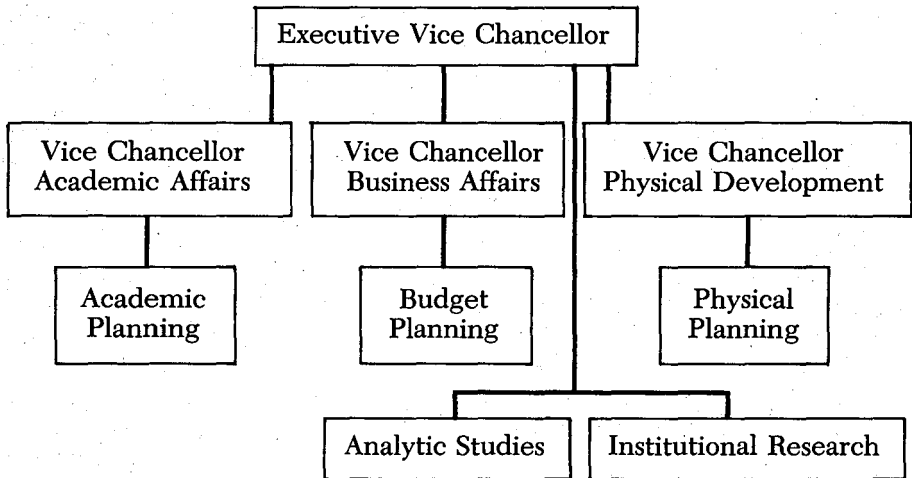 Executive Vice Chancellor
Vice Chancellor
Academic Affairs
Vice Chancellor
Business Affairs
Vice Chancellor
Physical Development
Academic
Planning
Budget
Planning
Physical
Planning
Analytic Studies
Institutional Research